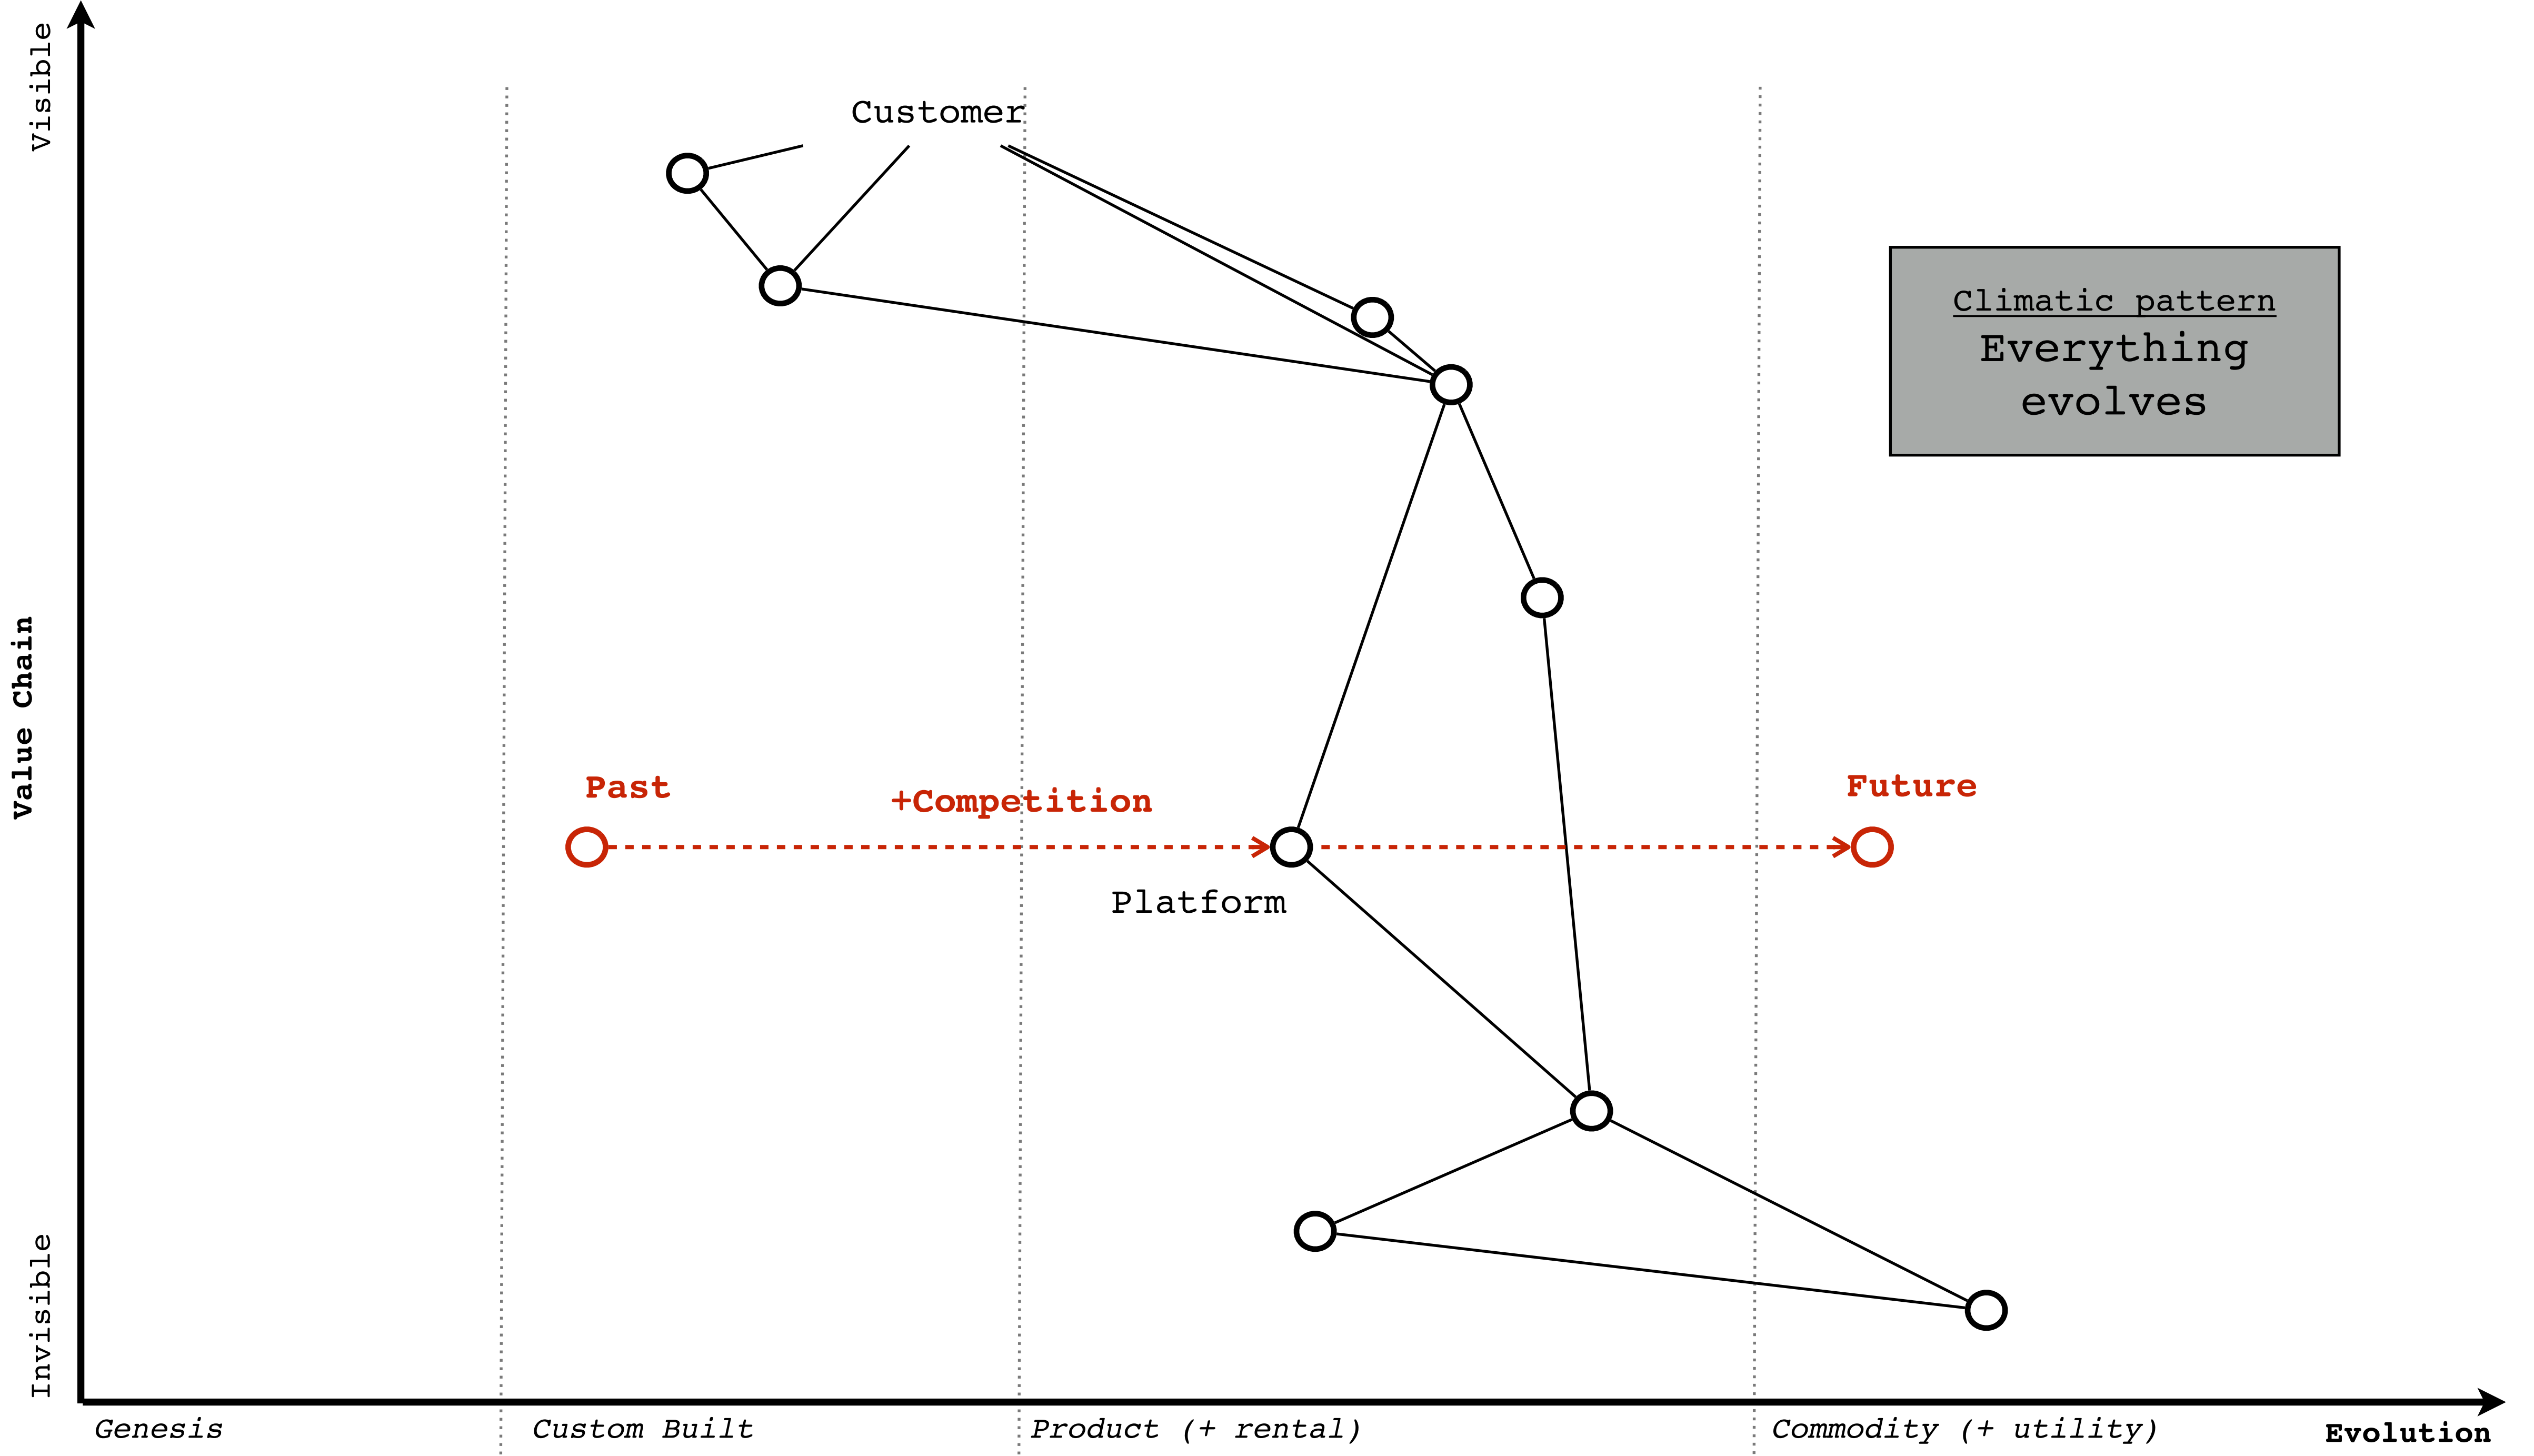 Visible
Customer
Climatic pattern
Everything
evolves
Value Chain
Past
+Competition
Future
Platform
Invisible
Genesis
Custom Built
Product (+ rental)
Commodity (+ utility)
Evolution